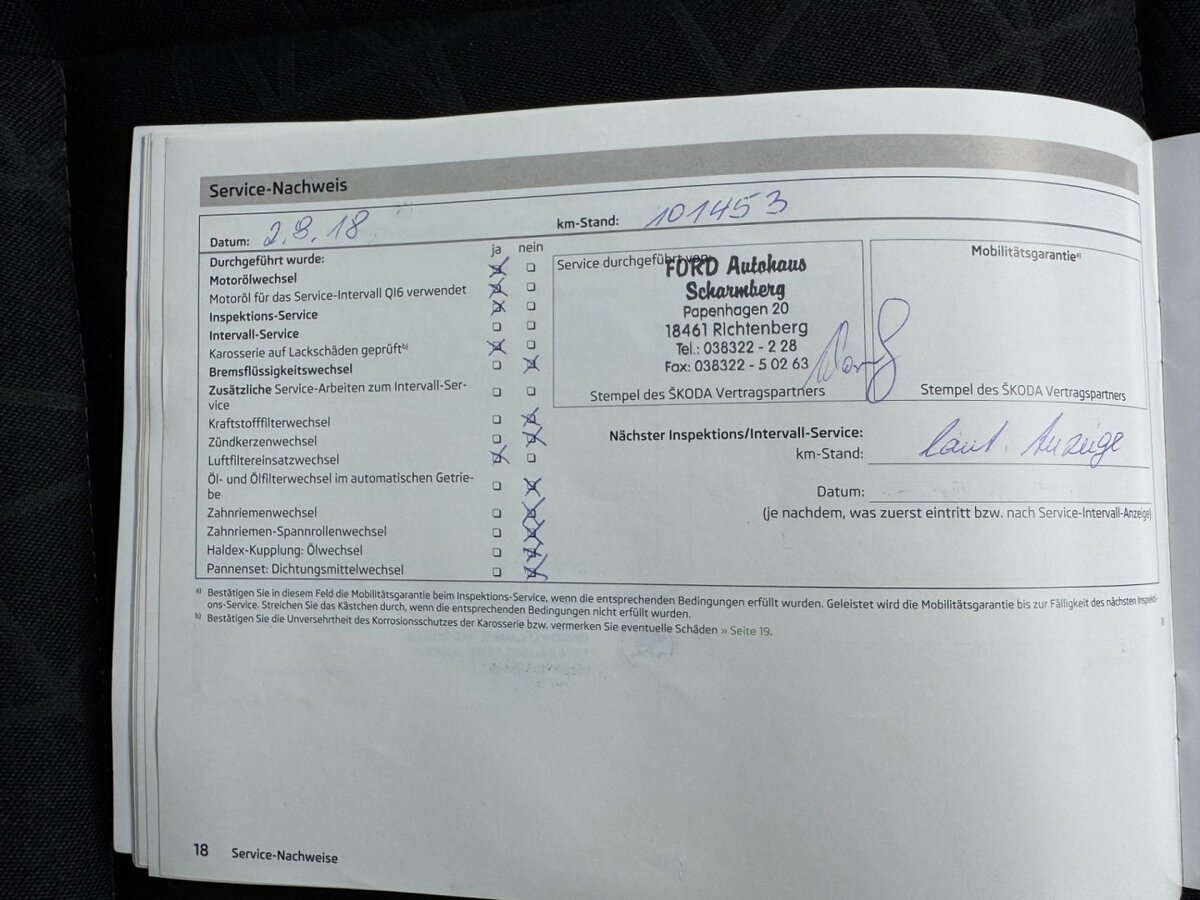 Service-Nachweis
Datum: 2.8.18
km-Stand: 101453
ja nein
Durchgeführt wurde:
Motorölwechsel
Motoröl für das Service-Intervall QI6 verwendet
Inspektions-Service
Intervall-Service
Karosserie auf Lackschäden geprüft b)
Bremsflüssigkeitswechsel
Zusätzliche Service-Arbeiten zum Intervall-Ser-
vice
Kraftstofffilterwechsel
Zündkerzenwechsel
Luftfiltereinsatzwechsel
Öl- und Ölfilterwechsel im automatischen Getrie-
be
Zahnriemenwechsel
Zahnriemen-Spannrollenwechsel
Haldex-Kupplung: Ölwechsel
Pannenset: Dichtungsmittelwechsel
Service durchgeführt von:
FORD Autohaus
Scharmberg
Papenhagen 20
18461 Richtenberg
Tel.: 038322 - 2 28
Fax: 038322 - 5 02 63
Stempel des ŠKODA Vertragspartners
Mobilitätsgarantie a)
Stempel des ŠKODA Vertragspartners
Nächster Inspektions/Intervall-Service:
km-Stand: laut. Anzeige
Datum:
(je nachdem, was zuerst eintritt bzw. nach Service-Intervall-Anzeige)
a) Bestätigen Sie in diesem Feld die Mobilitätsgarantie beim Inspektions-Service, wenn die entsprechenden Bedingungen erfüllt wurden. Geleistet wird die Mobilitätsgarantie bis zur Fälligkeit des nächsten Inspekti-
ons-Service. Streichen Sie das Kästchen durch, wenn die entsprechenden Bedingungen nicht erfüllt wurden.
b) Bestätigen Sie die Unversehrtheit des Korrosionsschutzes der Karosserie bzw. vermerken Sie eventuelle Schäden » Seite 19.
18 Service-Nachweise